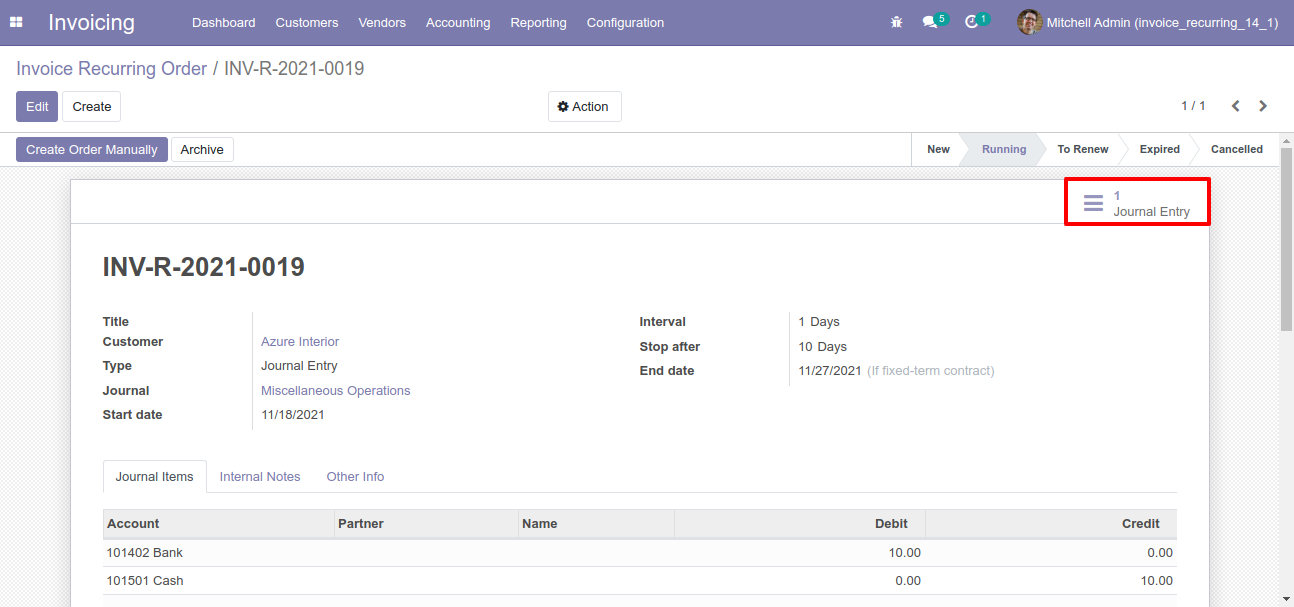 Invoicing Dashboard Customers Vendors Accounting Reporting Configuration 5 1 Mitchell Admin (invoice_recurring_14_1)
Invoice Recurring Order / INV-R-2021-0019
Edit Create Action 1 / 1
Create Order Manually Archive New Running To Renew Expired Cancelled
1
Journal Entry
INV-R-2021-0019
Title
Customer Azure Interior
Type Journal Entry
Journal Miscellaneous Operations
Start date 11/18/2021
Interval 1 Days
Stop after 10 Days
End date 11/27/2021 (If fixed-term contract)
Journal Items Internal Notes Other Info
Account Partner Name Debit Credit
101402 Bank 10.00 0.00
101501 Cash 0.00 10.00